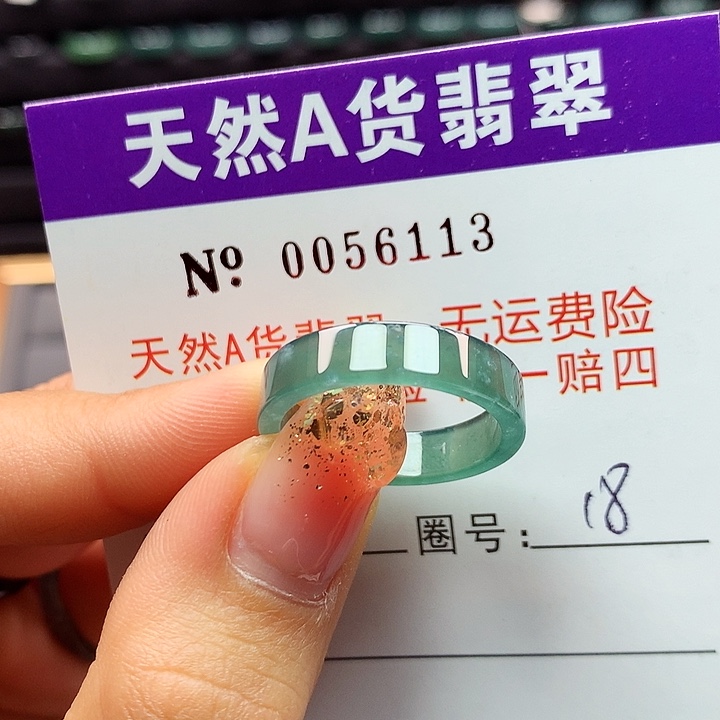 天然A货翡翠
No. 0056113
天然A货翡翠 无运费险
一赔四
圈号: 18